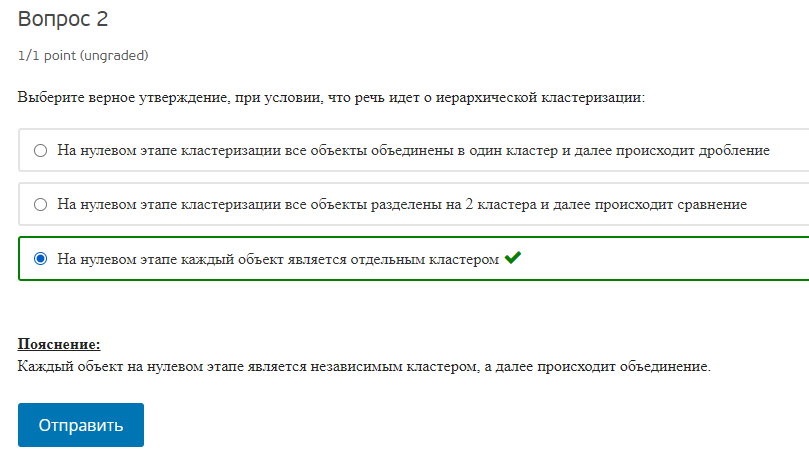 Вопрос 2
1/1 point (ungraded)
Выберите верное утверждение, при условии, что речь идет о иерархической кластеризации:
На нулевом этапе кластеризации все объекты объединены в один кластер и далее происходит дробление
На нулевом этапе кластеризации все объекты разделены на 2 кластера и далее происходит сравнение
На нулевом этапе каждый объект является отдельным кластером
Пояснение:
Каждый объект на нулевом этапе является независимым кластером, а далее происходит объединение.
Отправить